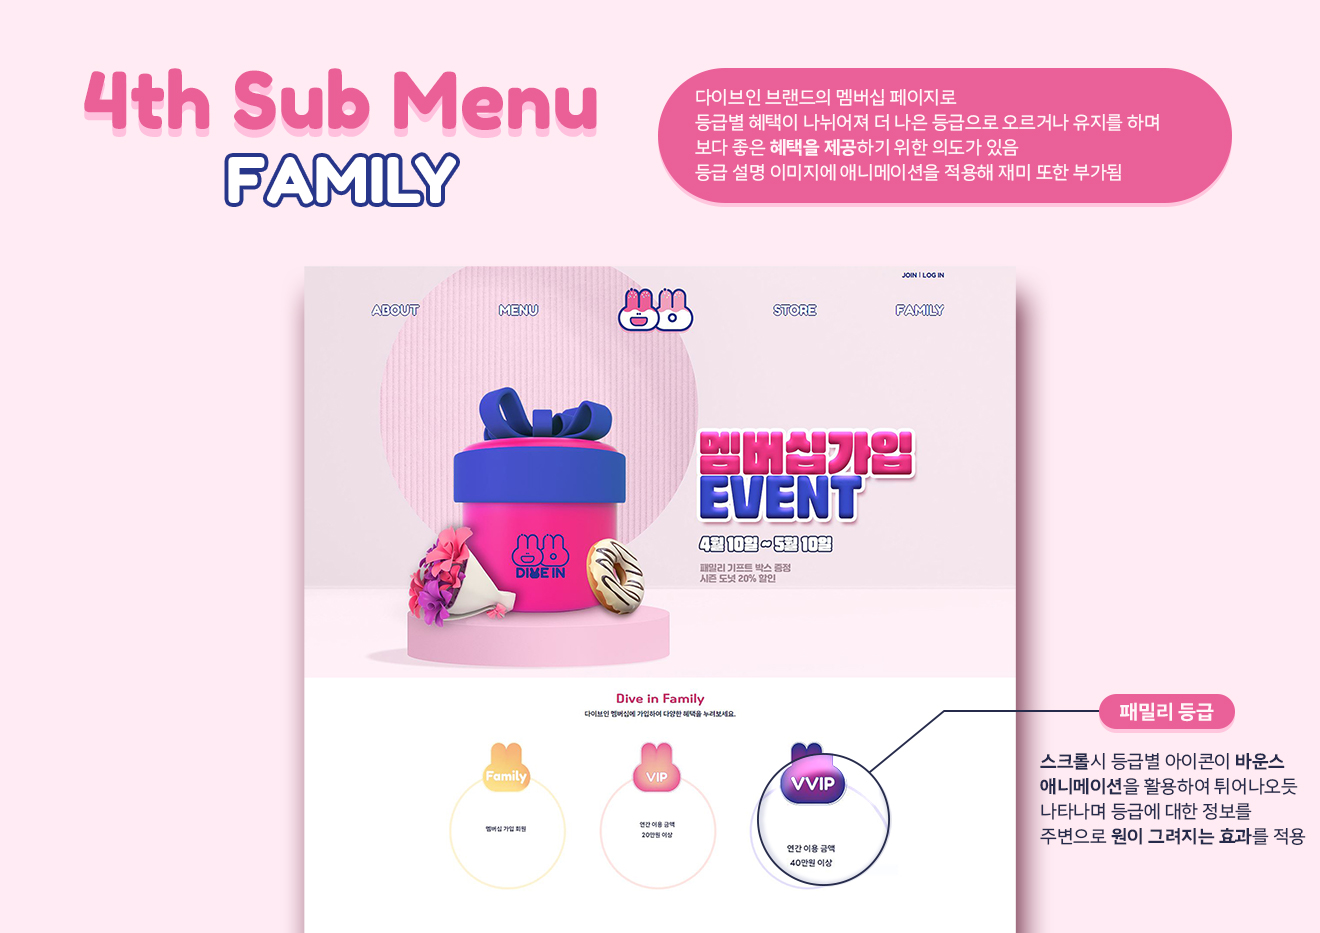 4th Sub Menu
FAMILY
다이브인 브랜드의 멤버십 페이지로
등급별 혜택이 나뉘어져 더 나은 등급으로 오르거나 유지를 하며
보다 좋은 혜택을 제공하기 위한 의도가 있음
등급 설명 이미지에 애니메이션을 적용해 재미 또한 부가됨
JOIN | LOG IN
ABOUT
MENU
STORE
FAMILY
멤버십가입
EVENT
4월 10일 ~ 5월 10일
패밀리 기프트 박스 증정
시즌 도넛 20% 할인
DIVE IN
Dive in Family
다이브인 멤버십에 가입하여 다양한 혜택을 누려보세요.
Family
멤버십 가입 회원
VIP
연간 이용 금액
20만원 이상
VVIP
연간 이용 금액
40만원 이상
패밀리 등급
스크롤시 등급별 아이콘이 바운스
애니메이션을 활용하여 튀어나오듯
나타나며 등급에 대한 정보를
주변으로 원이 그려지는 효과를 적용